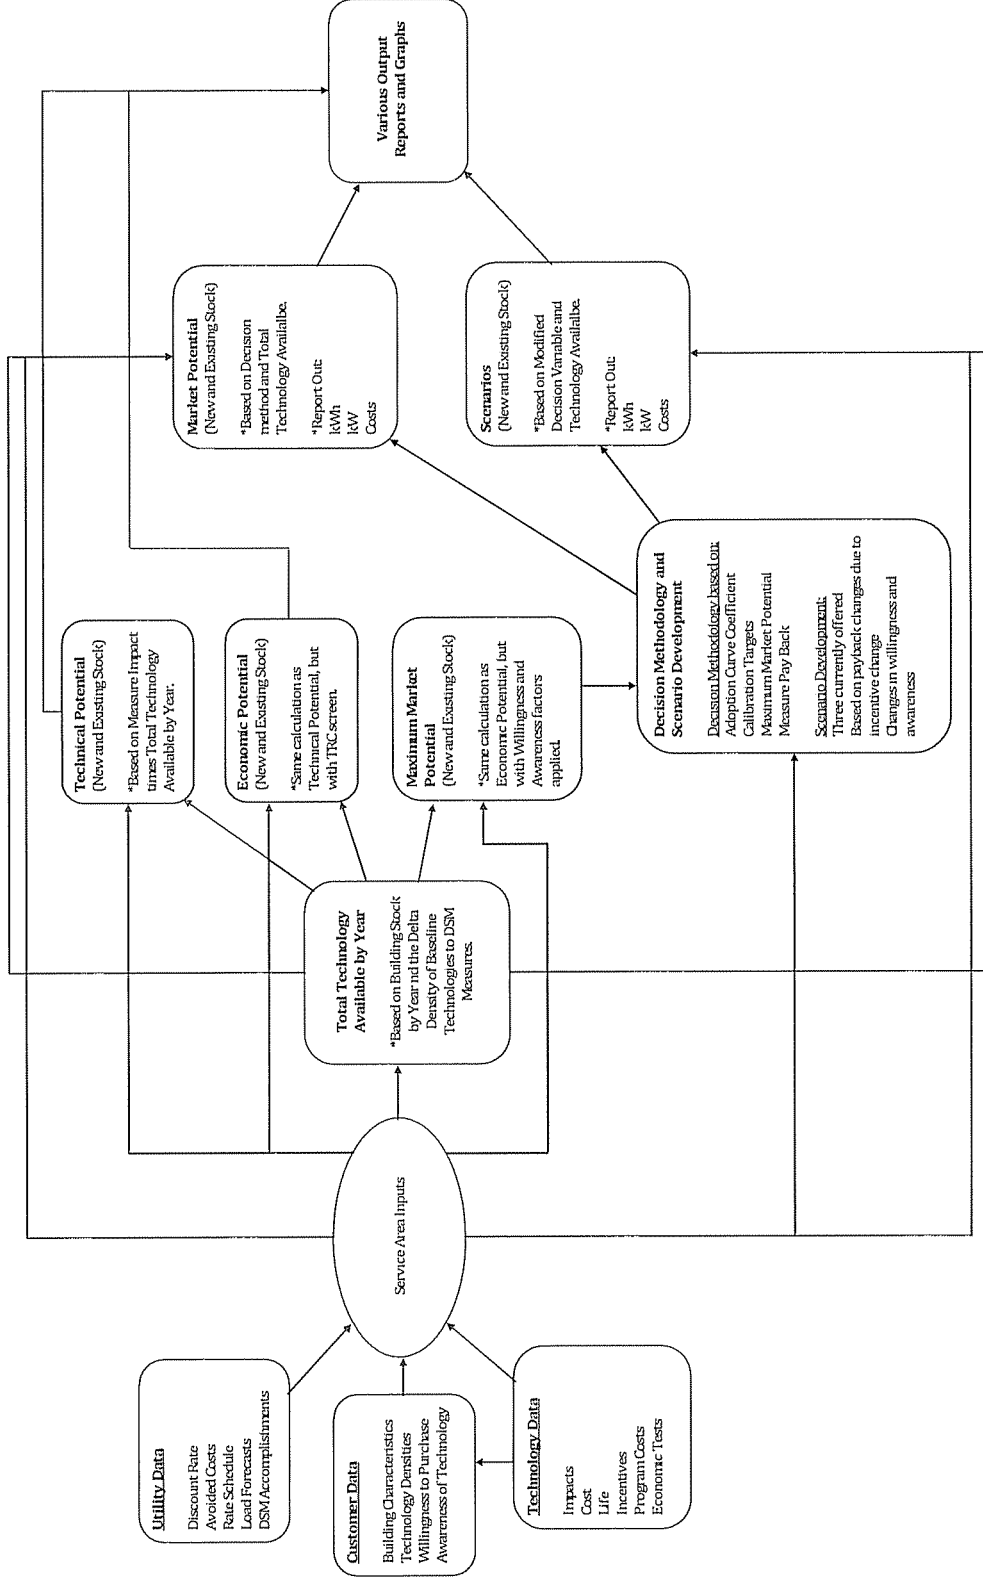 Utility Data
Discount Rate
Avoided Costs
Rate Schedule
Load Forecasts
DSM Accomplishments
Customer Data
Building Characteristics
Technology Densities
Willingness to Purchase
Awareness of Technology
Technology Data
Impacts
Cost
Life
Incentives
Program Costs
Economic Tests
Service Area Inputs
Total Technology
Available by Year
*Based on Building Stock
by Year nd the Delta
Density of Baseline
Technologies to DSM
Measures.
Technical Potential
(New and Existing Stock)
*Based on Measure Impact
times Total Technology
Available by Year.
Economic Potential
(New and Existing Stock)
*Same calculation as
Technical Potential, but
with TRC screen.
Maximum Market
Potential
(New and Existing Stock)
*Same calculation as
Economic Potential, but
with Willingness and
Awareness factors
applied.
Decision Methodology and
Scenario Development
Decision Methodology based on:
Adoption Curve Coefficient
Calibration Targets
Maximum Market Potential
Measure Pay Back
Scenario Development:
Three currently offered
Based on payback changes due to
incentive change
Changes in willingness and
awareness
Market Potential
(New and Existing Stock)
*Based on Decision
method and Total
Technology Availalbe.
*Report Out:
kWh
kW
Costs
Scenarios
(New and Existing Stock)
*Based on Modified
Decision Variable and
Technology Availalbe.
*Report Out:
kWh
kW
Costs
Various Output
Reports and Graphs